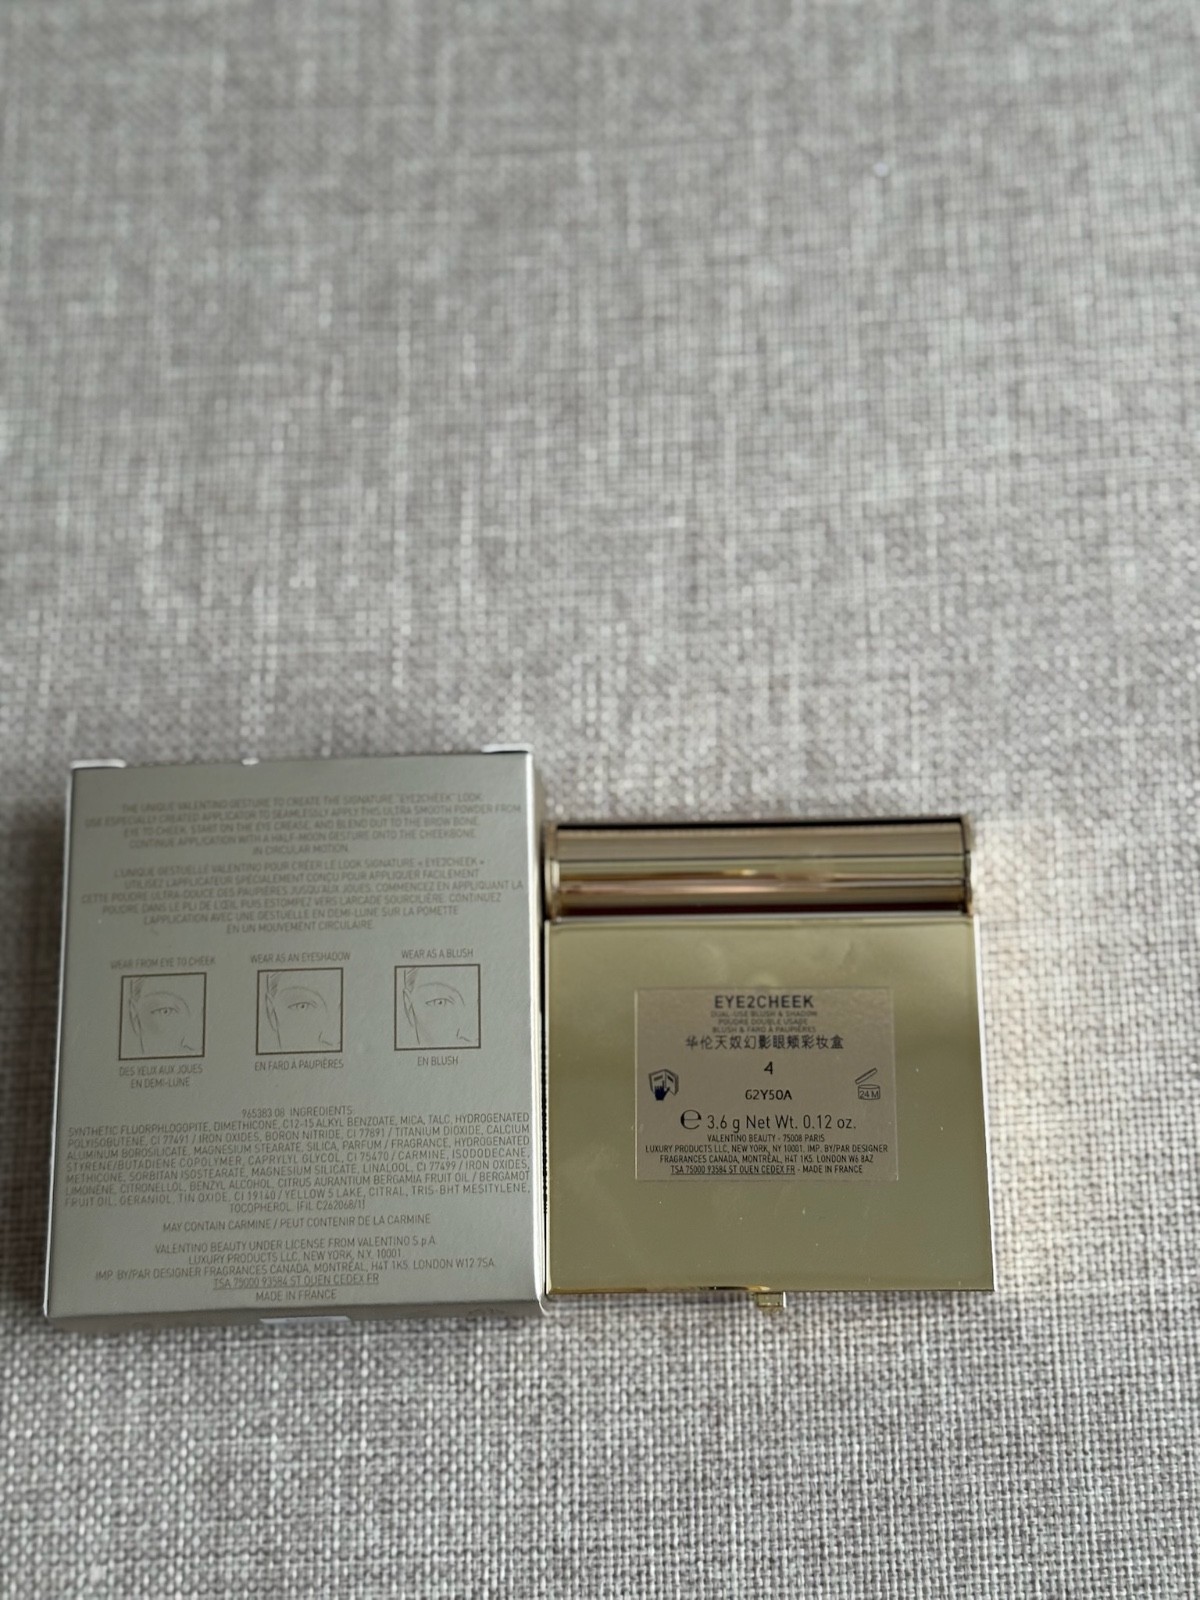 THE UNIQUE VALENTINO GESTURE TO CREATE THE SIGNATURE "EYE2CHEEK" LOOK.
USE ESPECIALLY CREATED APPLICATOR TO SEAMLESSLY APPLY THIS ULTRA SMOOTH POWDER FROM
EYE TO CHEEK. START ON THE EYE CREASE, AND BLEND OUT TO THE BROW BONE.
CONTINUE APPLICATION WITH A HALF-MOON GESTURE ONTO THE CHEEKBONE
IN CIRCULAR MOTION.
L'UNIQUE GESTUELLE VALENTINO POUR CRÉER LE LOOK SIGNATURE « EYE2CHEEK » :
UTILISEZ L'APPLICATEUR SPÉCIALEMENT CONÇU POUR APPLIQUER FACILEMENT
CETTE POUDRE ULTRA-DOUCE DES PAUPIÈRES JUSQU'AUX JOUES. COMMENCEZ EN APPLIQUANT LA
POUDRE DANS LE PLI DE L'ŒIL PUIS ESTOMPEZ VERS L'ARCADE SOURCILIÈRE. CONTINUEZ
L'APPLICATION AVEC UNE GESTUELLE EN DEMI-LUNE SUR LA POMETTE
EN UN MOUVEMENT CIRCULAIRE.
WEAR FROM EYE TO CHEEK
WEAR AS AN EYESHADOW
WEAR AS A BLUSH
DES YEUX AUX JOUES
EN DEMI-LUNE
EN FARD À PAUPIÈRES
EN BLUSH
965383 08 INGREDIENTS:
SYNTHETIC FLUORPHLOGOPITE, DIMETHICONE, C12-15 ALKYL BENZOATE, MICA, TALC, HYDROGENATED
POLYISOBUTENE, CI 77491 / IRON OXIDES, BORON NITRIDE, CI 77891 / TITANIUM DIOXIDE, CALCIUM
ALUMINUM BOROSILICATE, MAGNESIUM STEARATE, SILICA, PARFUM / FRAGRANCE, HYDROGENATED
STYRENE/BUTADIENE COPOLYMER, CAPRYLYL GLYCOL, CI 75470 / CARMINE, ISODODECANE,
METHICONE, SORBITAN ISOSTEARATE, MAGNESIUM SILICATE, LINALOOL, CI 77499 / IRON OXIDES,
LIMONENE, CITRONELLOL, BENZYL ALCOHOL, CITRUS AURANTIUM BERGAMIA FRUIT OIL / BERGAMOT
FRUIT OIL, GERANIOL, TIN OXIDE, CI 19140 / YELLOW 5 LAKE, CITRAL, TRIS-BHT MESITYLENE,
TOCOPHEROL. (FIL C262068/1)
MAY CONTAIN CARMINE / PEUT CONTENIR DE LA CARMINE
VALENTINO BEAUTY UNDER LICENSE FROM VALENTINO S.p.A.
LUXURY PRODUCTS LLC, NEW YORK, N.Y. 10001
IMP. BY/PAR DESIGNER FRAGRANCES CANADA, MONTRÉAL, H4T 1K5. LONDON W12 7SA.
TSA 75000 93584 ST OUEN CEDEX FR
MADE IN FRANCE
EYE2CHEEK
DUAL-USE BLUSH & SHADOW
POUDRE DOUBLE USAGE
BLUSH & FARD À PAUPIÈRES
华伦天奴幻影眼颊彩妆盒
4
62Y50A
24 M
℮ 3.6 g Net Wt. 0.12 oz.
VALENTINO BEAUTY - 75008 PARIS
LUXURY PRODUCTS LLC, NEW YORK, NY 10001. IMP. BY/PAR DESIGNER
FRAGRANCES CANADA, MONTRÉAL, H4T 1K5. LONDON W6 8AZ
TSA 75000 93584 ST OUEN CEDEX FR - MADE IN FRANCE